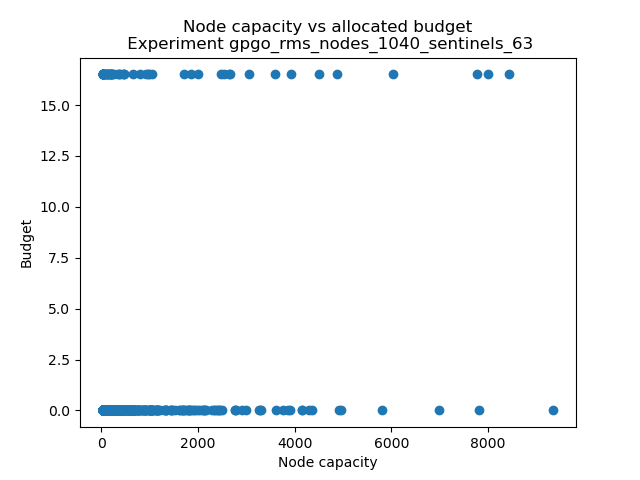 Node capacity vs allocated budget
Experiment gpgo_rms_nodes_1040_sentinels_63
15.0
12.5
10.0
7.5
5.0
2.5
0.0
Budget
0 2000 4000 6000 8000
Node capacity